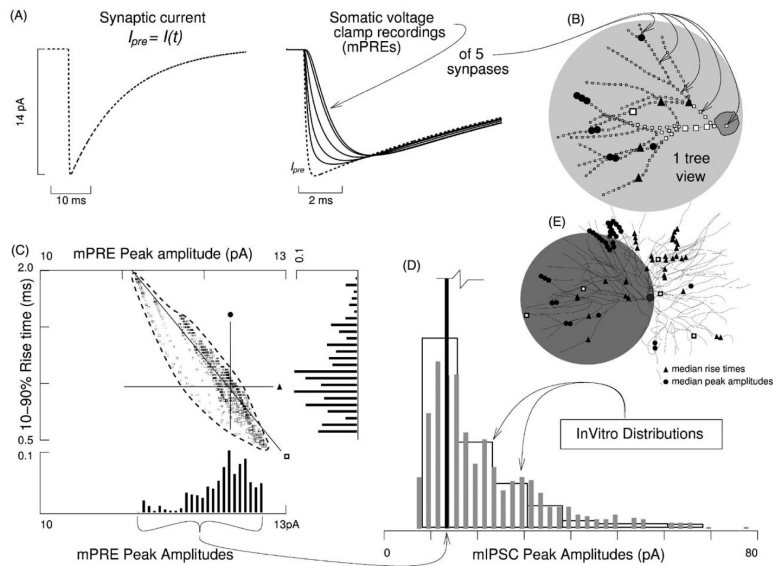 (A)
Synaptic current
I_pre = I(t)
14 pA
10 ms
Somatic voltage
clamp recordings
(mPREs)
of 5
synpases
I_pre
2 ms
(B)
1 tree
view
(C)
mPRE Peak amplitude (pA)
10
13
2.0
10–90% Rise time (ms)
0.5
0.1
0.1
10
13pA
mPRE Peak Amplitudes
(D)
InVitro Distributions
0
mIPSC Peak Amplitudes (pA)
80
(E)
median rise times
median peak amplitudes